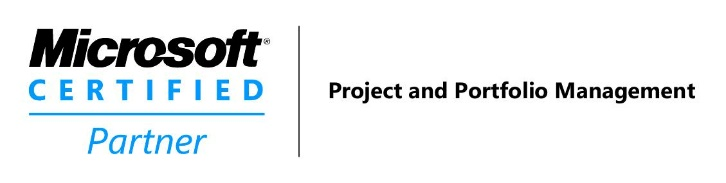 Microsoft®
CERTIFIED
Partner
Project and Portfolio Management